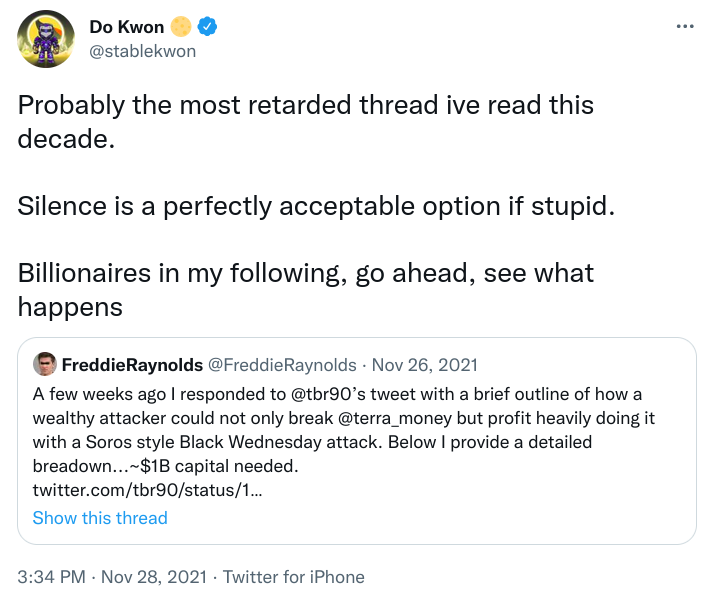 Do Kwon
@stablekwon
Probably the most retarded thread ive read this
decade.
Silence is a perfectly acceptable option if stupid.
Billionaires in my following, go ahead, see what
happens
FreddieRaynolds @FreddieRaynolds · Nov 26, 2021
A few weeks ago I responded to @tbr90's tweet with a brief outline of how a
wealthy attacker could not only break @terra_money but profit heavily doing it
with a Soros style Black Wednesday attack. Below I provide a detailed
breadown...~$1B capital needed.
twitter.com/tbr90/status/1...
Show this thread
3:34 PM · Nov 28, 2021 · Twitter for iPhone